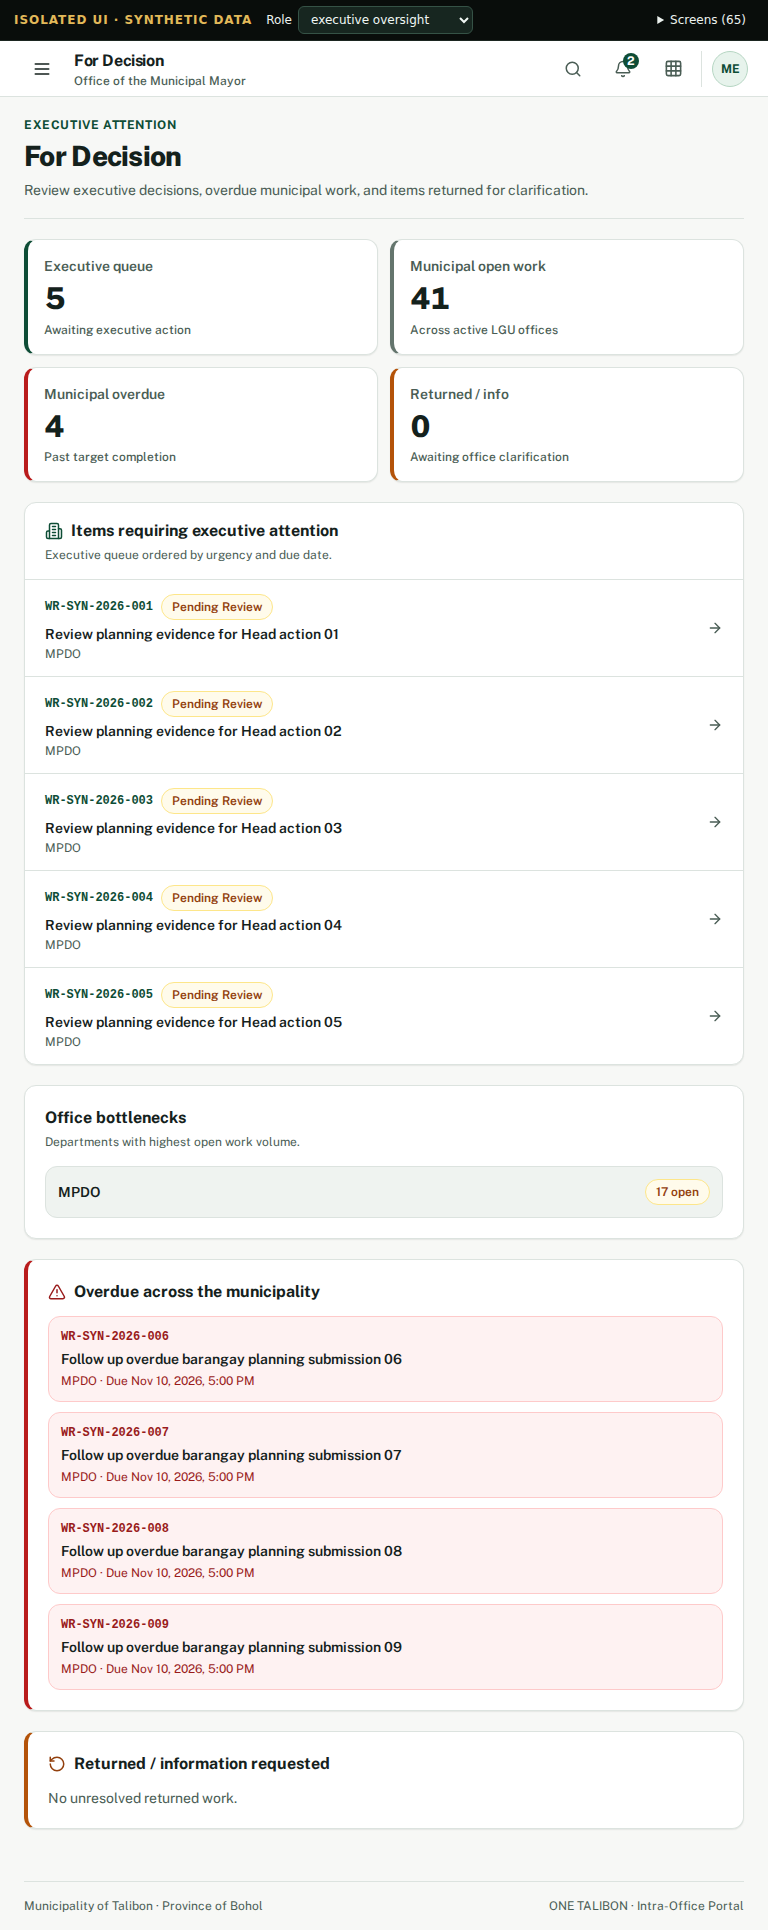 ISOLATED UI · SYNTHETIC DATA Role executive oversight Screens (65)
For Decision
Office of the Municipal Mayor
2
ME
EXECUTIVE ATTENTION
For Decision
Review executive decisions, overdue municipal work, and items returned for clarification.
Executive queue
5
Awaiting executive action
Municipal open work
41
Across active LGU offices
Municipal overdue
4
Past target completion
Returned / info
0
Awaiting office clarification
Items requiring executive attention
Executive queue ordered by urgency and due date.
WR-SYN-2026-001 Pending Review
Review planning evidence for Head action 01
MPDO
WR-SYN-2026-002 Pending Review
Review planning evidence for Head action 02
MPDO
WR-SYN-2026-003 Pending Review
Review planning evidence for Head action 03
MPDO
WR-SYN-2026-004 Pending Review
Review planning evidence for Head action 04
MPDO
WR-SYN-2026-005 Pending Review
Review planning evidence for Head action 05
MPDO
Office bottlenecks
Departments with highest open work volume.
MPDO 17 open
Overdue across the municipality
WR-SYN-2026-006
Follow up overdue barangay planning submission 06
MPDO · Due Nov 10, 2026, 5:00 PM
WR-SYN-2026-007
Follow up overdue barangay planning submission 07
MPDO · Due Nov 10, 2026, 5:00 PM
WR-SYN-2026-008
Follow up overdue barangay planning submission 08
MPDO · Due Nov 10, 2026, 5:00 PM
WR-SYN-2026-009
Follow up overdue barangay planning submission 09
MPDO · Due Nov 10, 2026, 5:00 PM
Returned / information requested
No unresolved returned work.
Municipality of Talibon · Province of Bohol ONE TALIBON · Intra-Office Portal